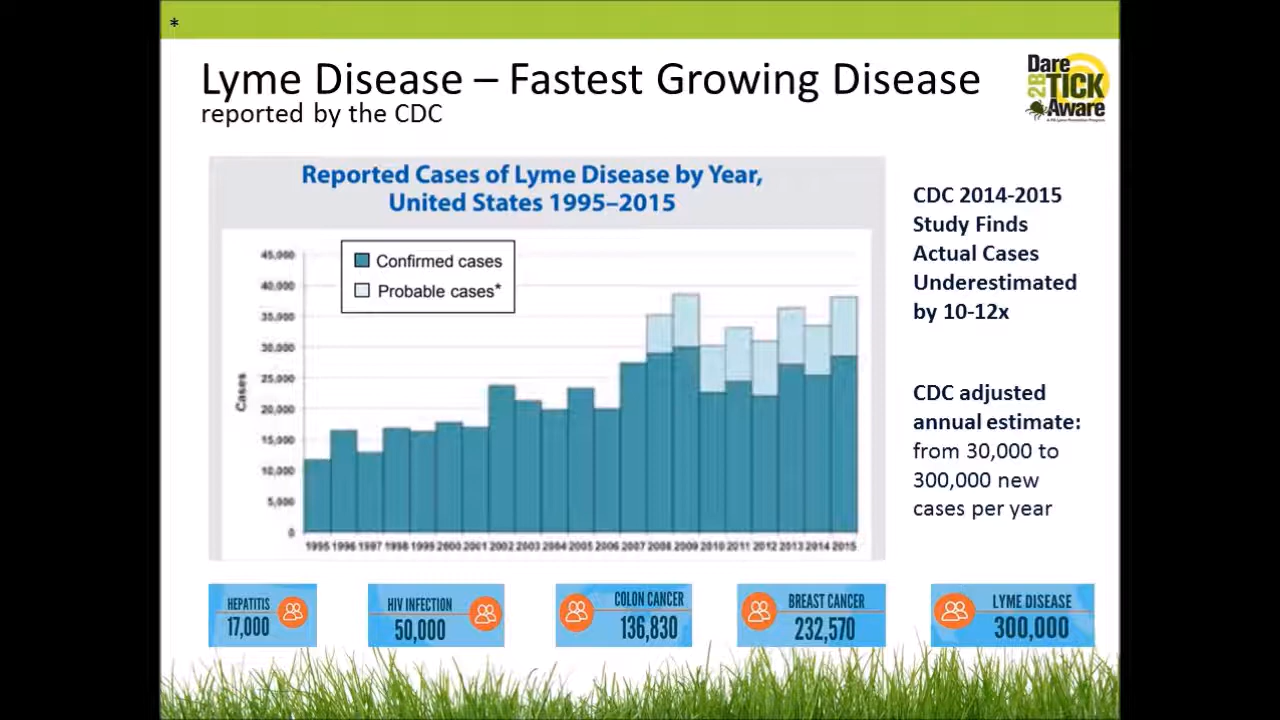 *
Lyme Disease – Fastest Growing Disease
reported by the CDC
Dare
2B
TICK
Aware
Reported Cases of Lyme Disease by Year,
United States 1995–2015
Confirmed cases
Probable cases*
Cases
45,000
40,000
35,000
30,000
25,000
20,000
15,000
10,000
5,000
0
1995 1996 1997 1998 1999 2000 2001 2002 2003 2004 2005 2006 2007 2008 2009 2010 2011 2012 2013 2014 2015
CDC 2014-2015
Study Finds
Actual Cases
Underestimated
by 10-12x
CDC adjusted
annual estimate:
from 30,000 to
300,000 new
cases per year
HEPATITIS
17,000
HIV INFECTION
50,000
COLON CANCER
136,830
BREAST CANCER
232,570
LYME DISEASE
300,000